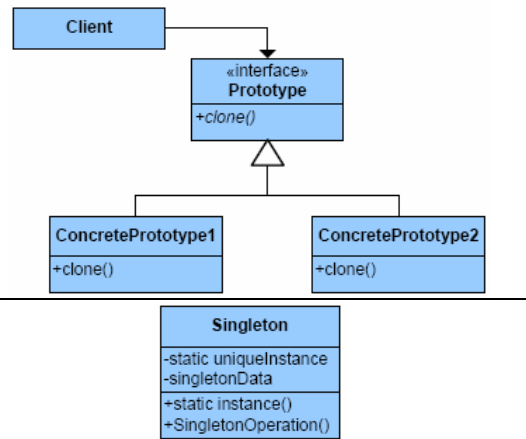 Client
«interface»
Prototype
+clone()
ConcretePrototype1
+clone()
ConcretePrototype2
+clone()
Singleton
-static uniqueInstance
-singletonData
+static instance()
+SingletonOperation()